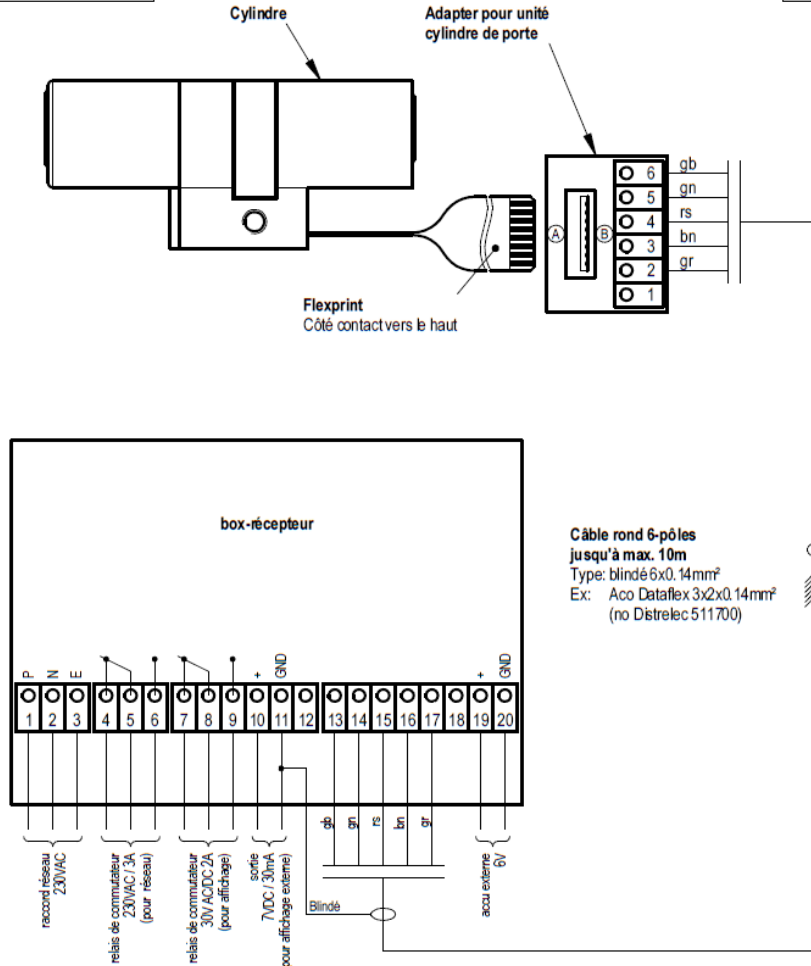 Cylindre
Adapter pour unité
cylindre de porte
A
B
6
5
4
3
2
1
gb
gn
rs
bn
gr
Flexprint
Côté contact vers le haut
box-récepteur
Câble rond 6-pôles
jusqu'à max. 10m
Type: blindé 6x0.14mm²
Ex: Aco Dataflex 3x2x0.14mm²
(no Distrelec 511700)
P
N
E
+
GND
+
GND
1 2 3 4 5 6 7 8 9 10 11 12 13 14 15 16 17 18 19 20
raccord réseau
230VAC
relais de commutateur
230VAC / 3A
(pour réseau)
relais de commutateur
30V AC/DC 2A
(pour affichage)
sortie
7VDC / 30mA
pour affichage externe)
gb
gn
rs
bn
gr
accu externe
6V
Blindé